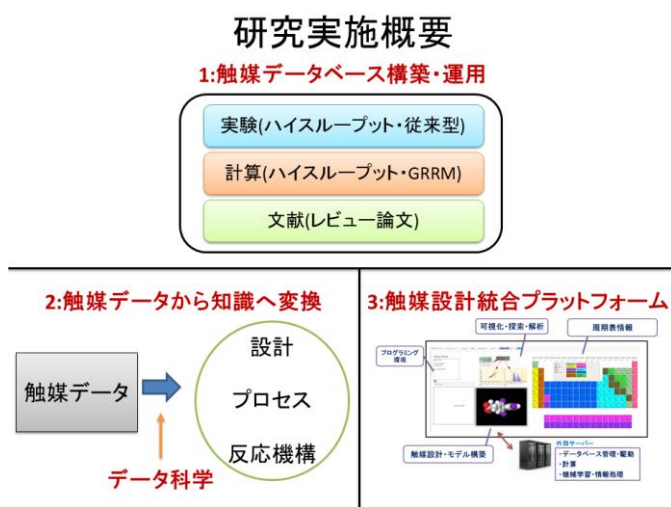 研究実施概要
1:触媒データベース構築・運用
実験(ハイスループット・従来型)
計算(ハイスループット・GRRM)
文献(レビュー論文)
2:触媒データから知識へ変換
触媒データ
設計
プロセス
反応機構
データ科学
3:触媒設計統合プラットフォーム
可視化・探索・解析
周期表情報
プログラミング
環境
触媒設計・モデル構築
外部サーバー
・データベース管理・駆動
・計算
・機械学習・情報処理